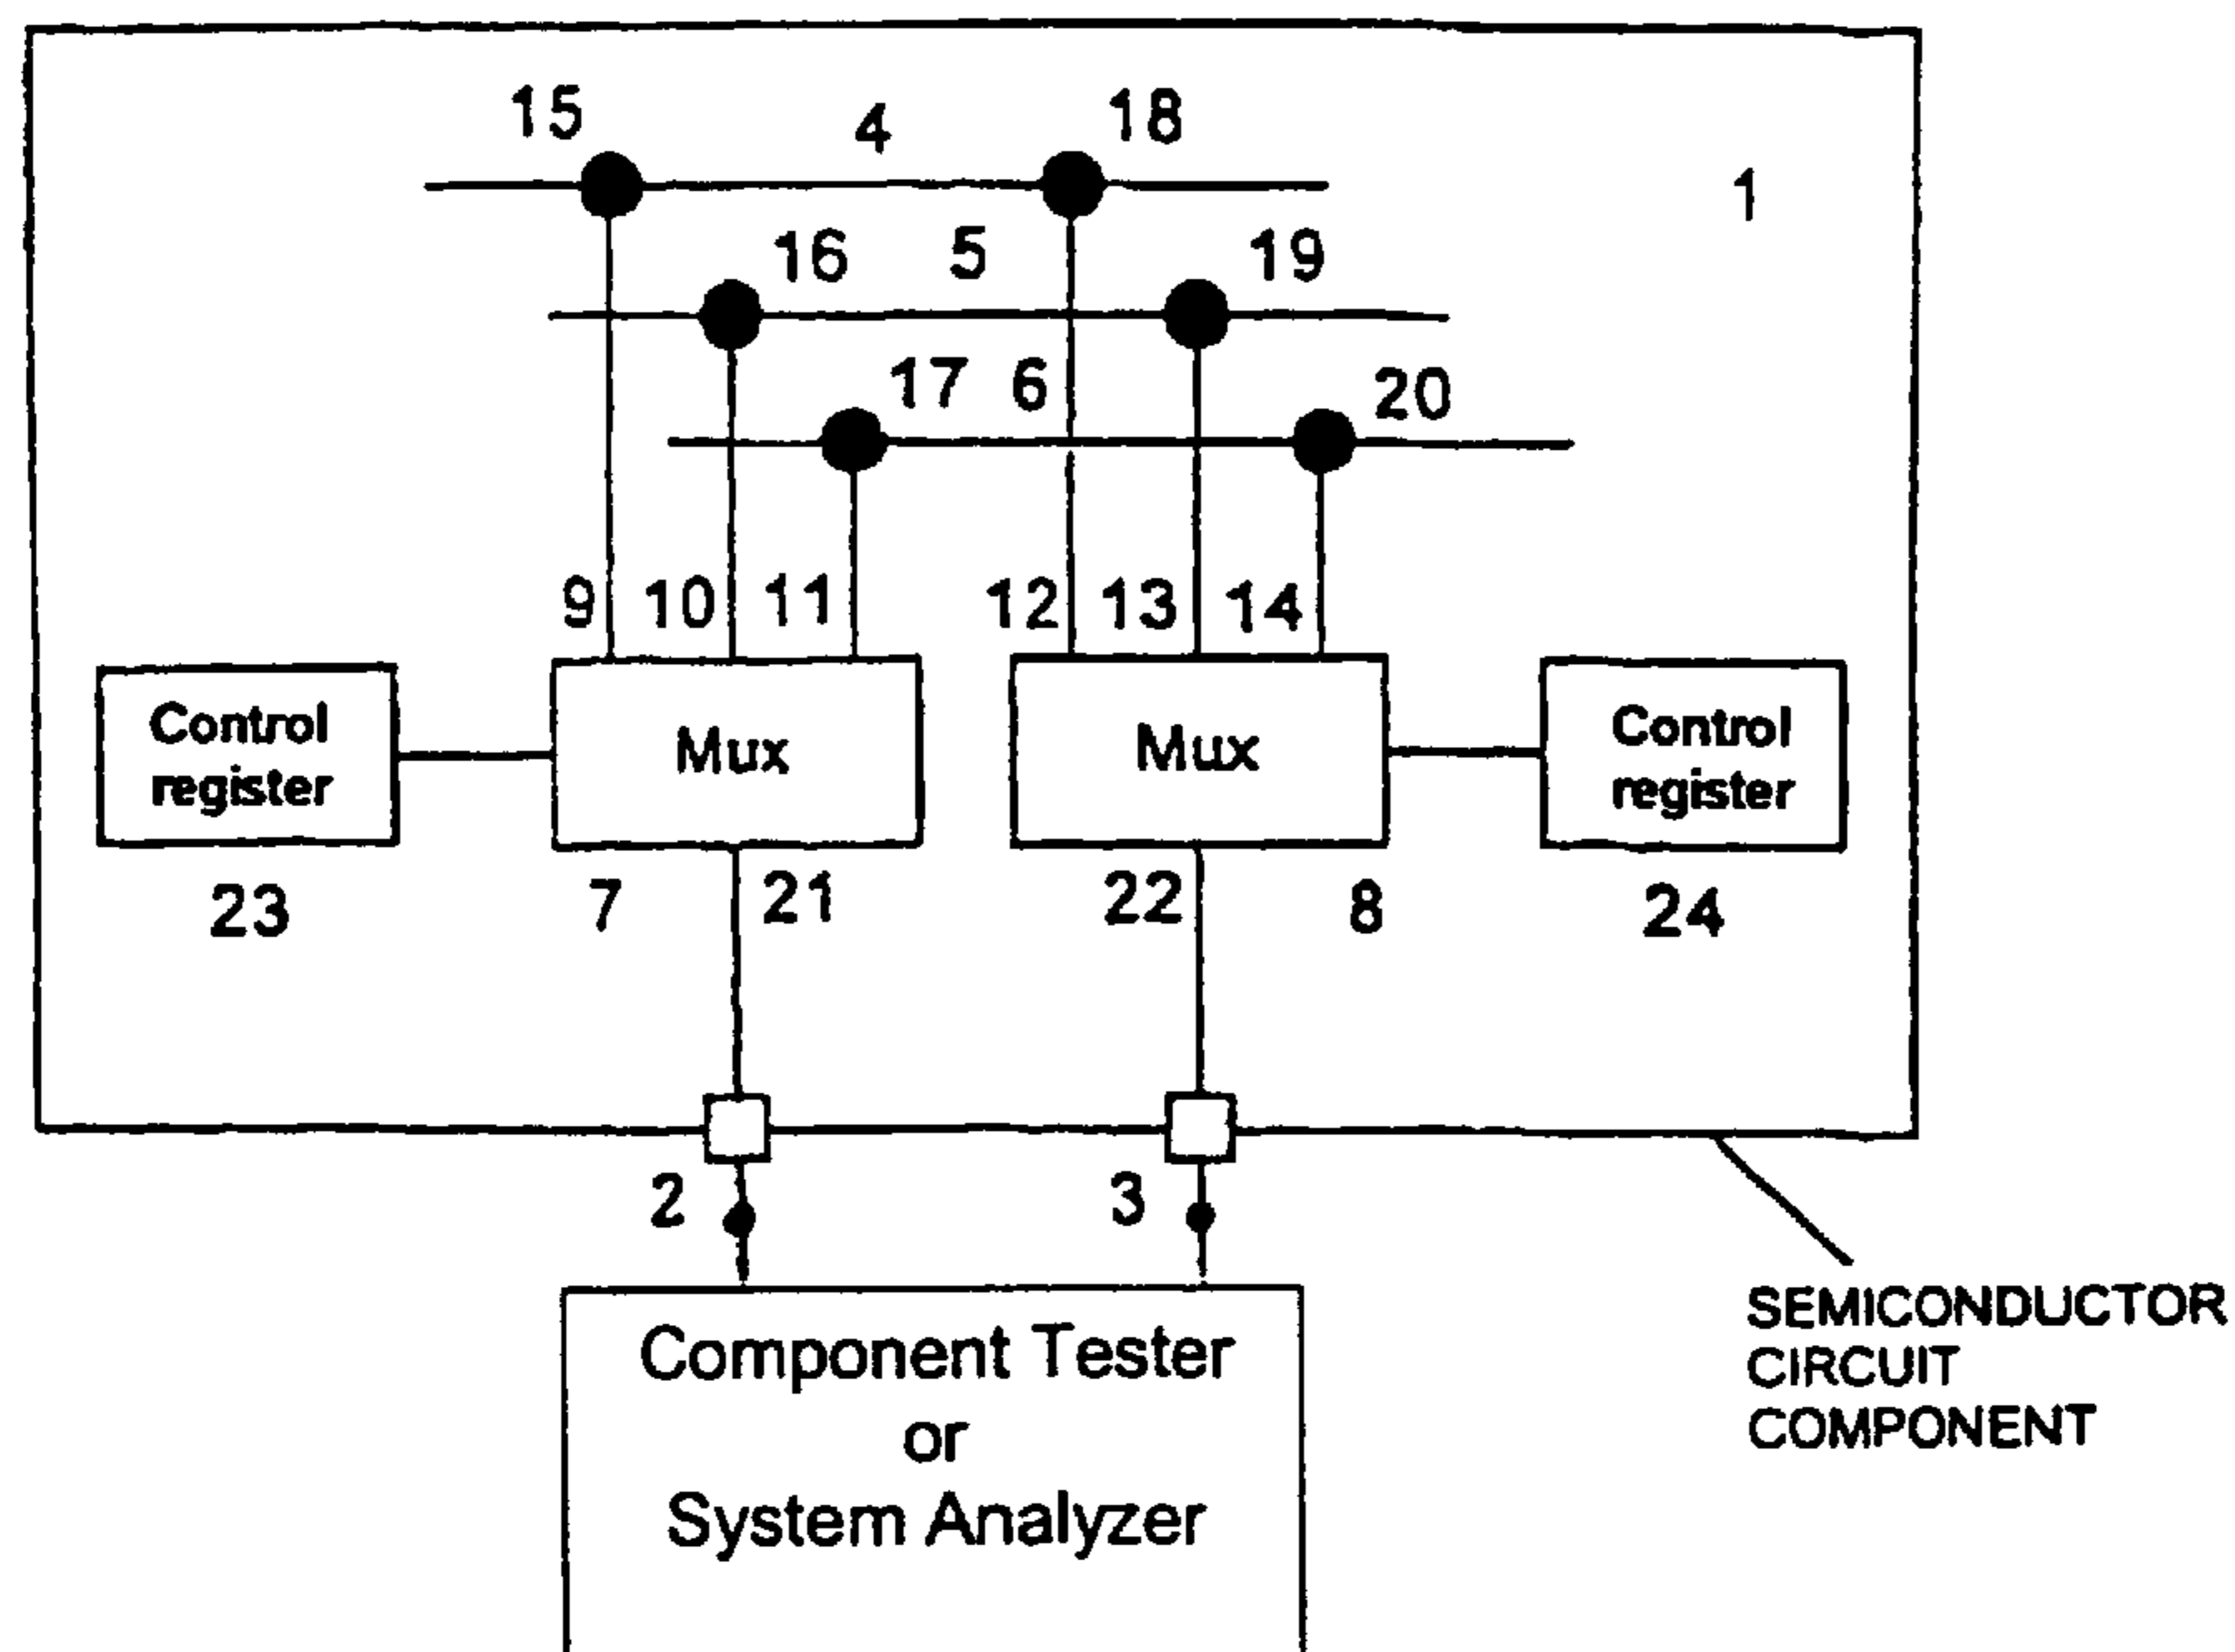 15 4 18
1
16 5 19
17 6 20
9 10 11 12 13 14
Control
register
Mux
Mux
Control
register
23 7 21 22 8 24
2 3
Component Tester
or
System Analyzer
SEMICONDUCTOR
CIRCUIT
COMPONENT